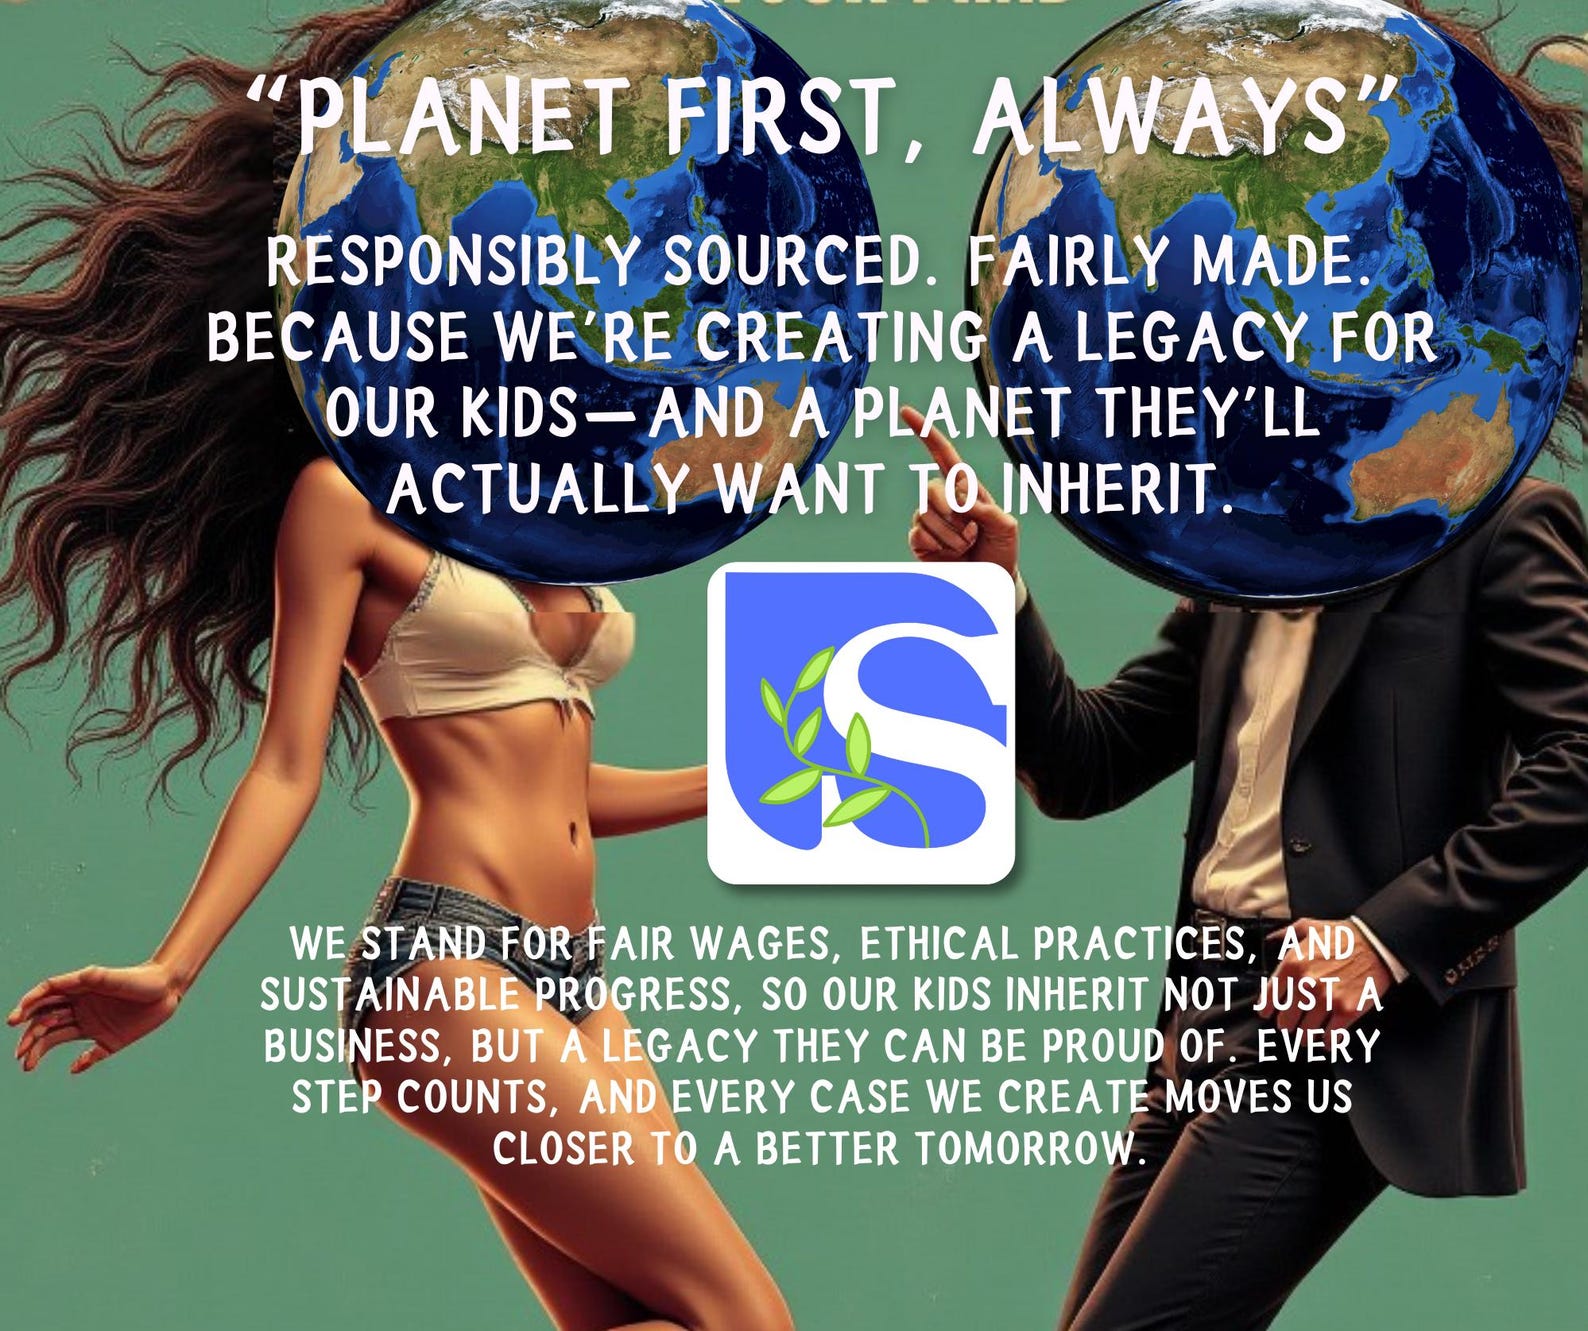 “PLANET FIRST, ALWAYS”
RESPONSIBLY SOURCED. FAIRLY MADE.
BECAUSE WE’RE CREATING A LEGACY FOR
OUR KIDS—AND A PLANET THEY’LL
ACTUALLY WANT TO INHERIT.
S
WE STAND FOR FAIR WAGES, ETHICAL PRACTICES, AND
SUSTAINABLE PROGRESS, SO OUR KIDS INHERIT NOT JUST A
BUSINESS, BUT A LEGACY THEY CAN BE PROUD OF. EVERY
STEP COUNTS, AND EVERY CASE WE CREATE MOVES US
CLOSER TO A BETTER TOMORROW.